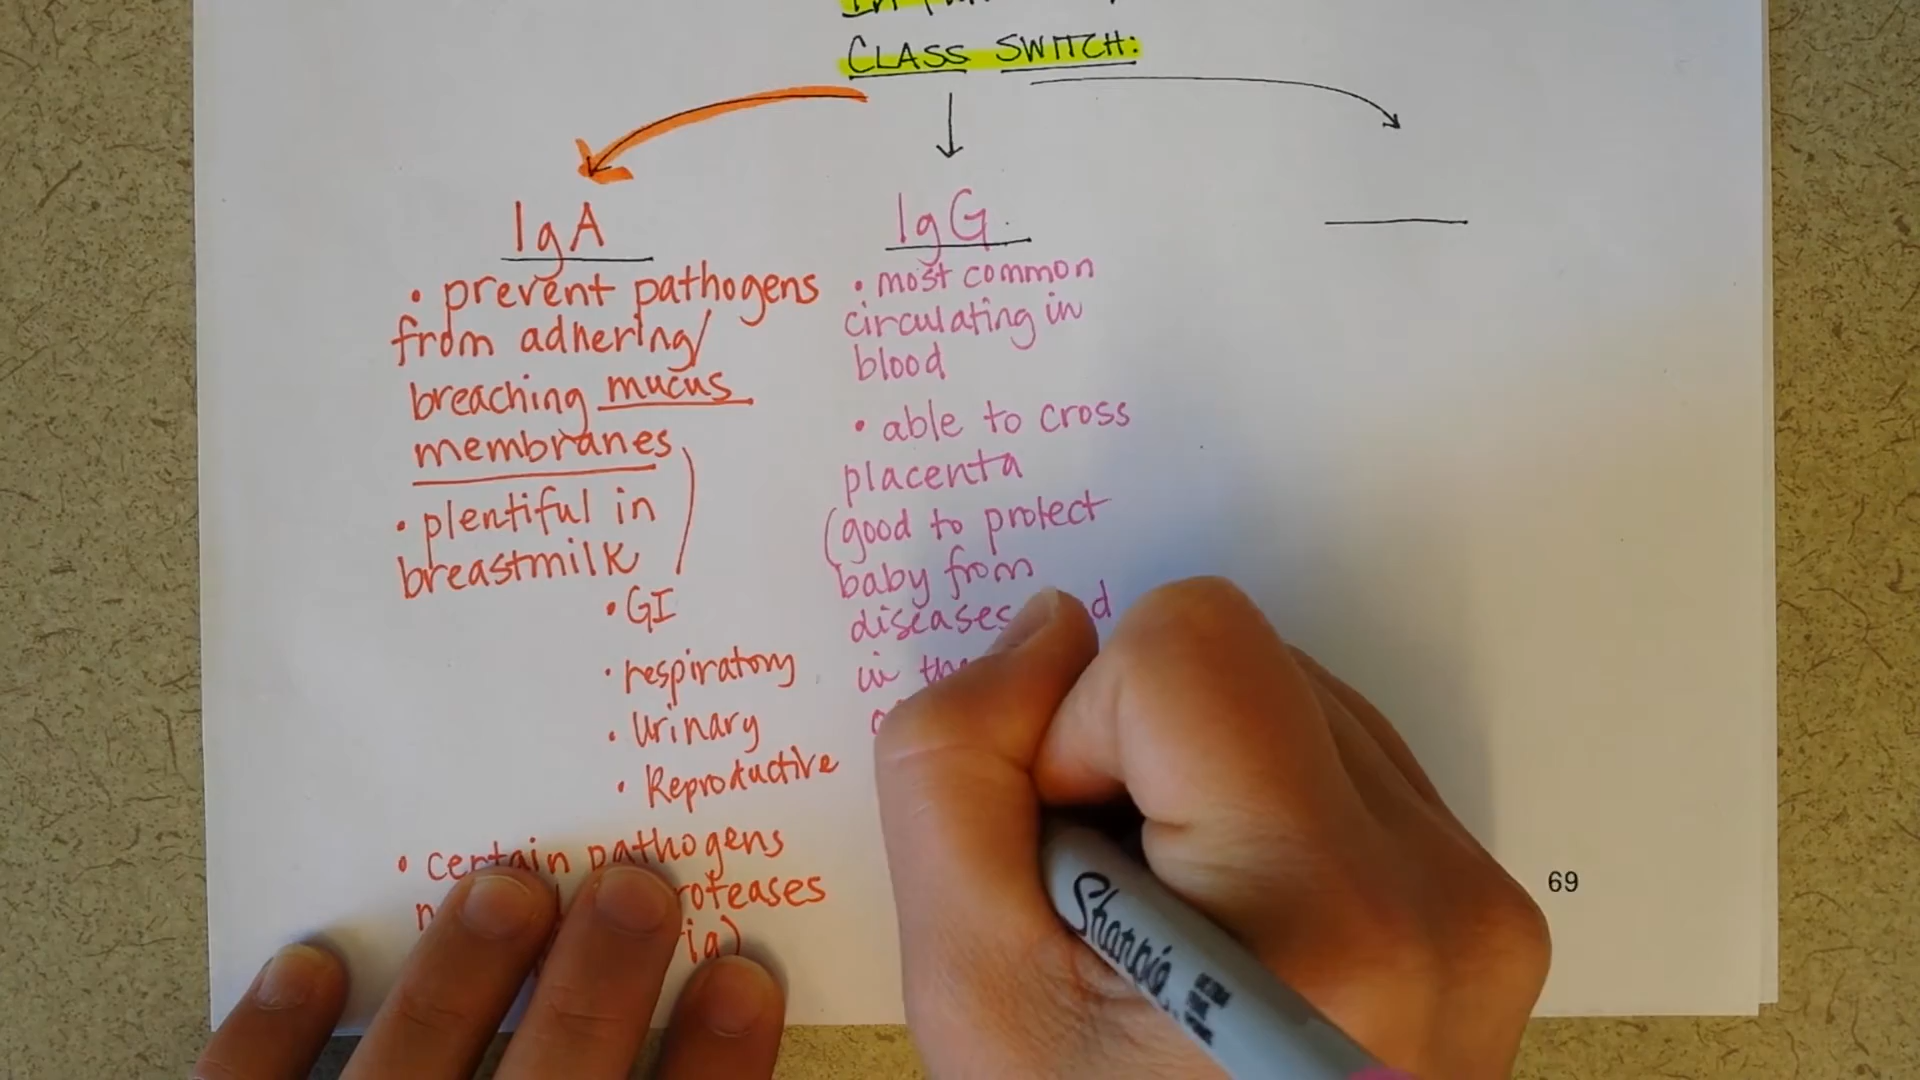 CLASS SWITCH:
IgA
• prevent pathogens
from adhering/
breaching mucus
membranes
• plentiful in
breastmilk
• GI
• respiratory
• Urinary
• Reproductive
• certain pathogens
IgG
• most common
circulating in
blood
• able to cross
placenta
(good to protect
baby from
diseases
in
69
Sharpie